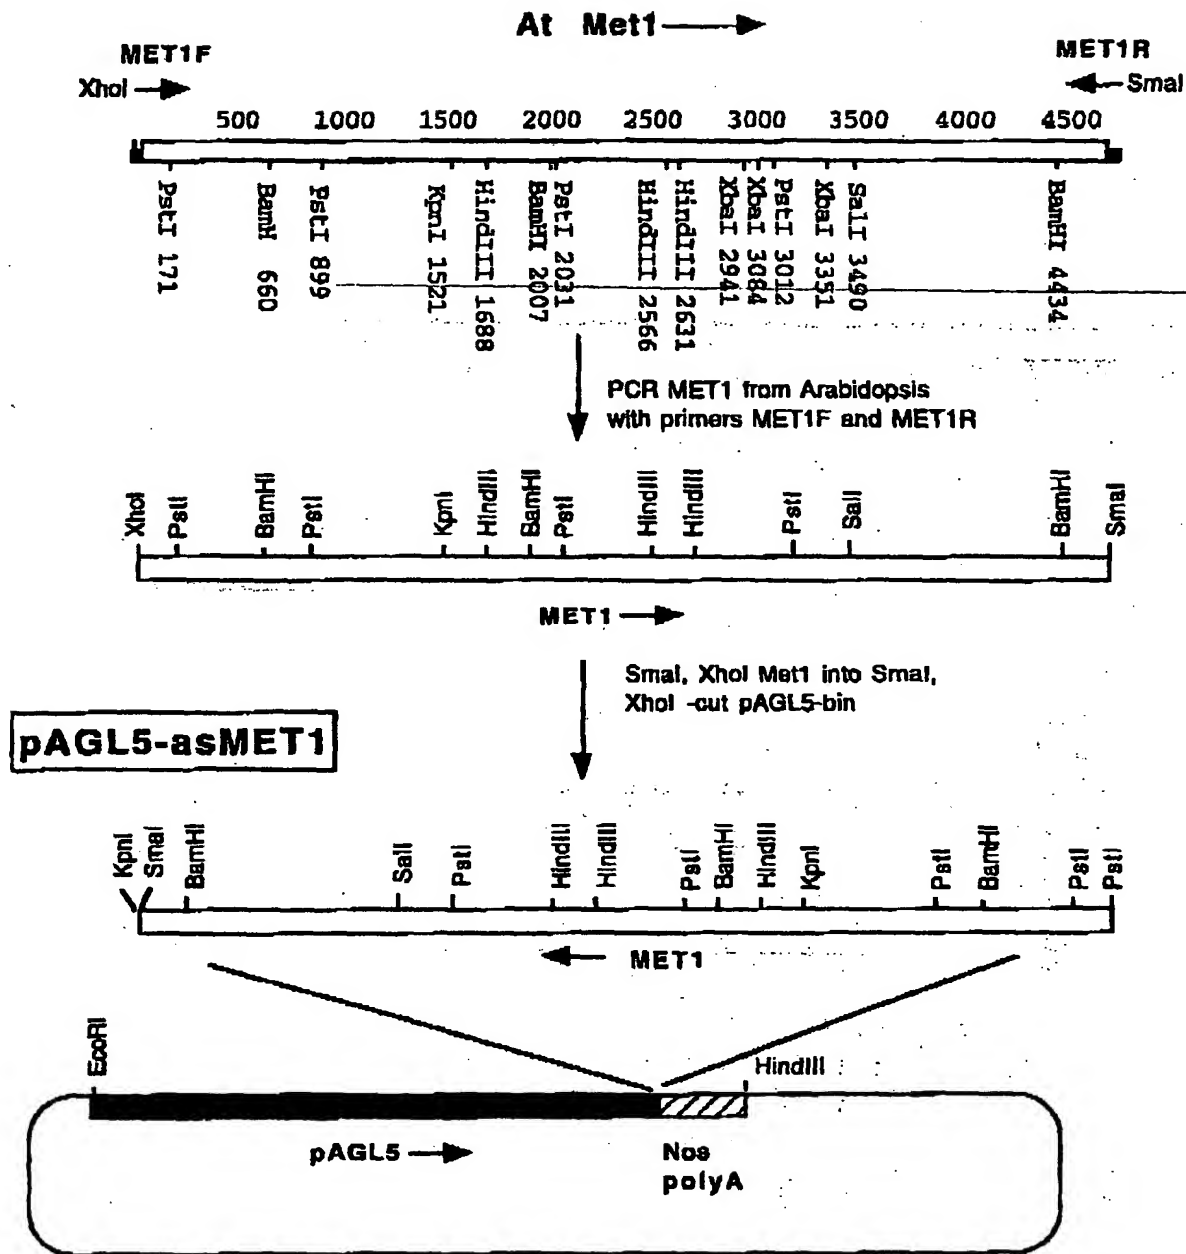 At Met1
MET1F
MET1R
XhoI
SmaI
500 1000 1500 2000 2500 3000 3500 4000 4500
PstI 171
BamH 660
PstI 899
KpnI 1521
HindIII 1688
BamHI 2007
PstI 2031
HindIII 2566
HindIII 2631
XbaI 2941
XbaI 3084
PstI 3012
XbaI 3351
SalI 3490
BamHI 4434
PCR MET1 from Arabidopsis
with primers MET1F and MET1R
XhoI
PstI
BamHI
PstI
KpnI
HindIII
BamHI
PstI
HindIII
HindIII
PstI
SalI
BamHI
SmaI
MET1
SmaI, XhoI Met1 into SmaI,
XhoI -cut pAGL5-bin
pAGL5-asMET1
KpnI
SmaI
BamHI
SalI
PstI
HindIII
HindIII
PstI
BamHI
HindIII
KpnI
PstI
BamHI
PstI
PstI
MET1
EcoRI
HindIII
pAGL5
Nos
polyA